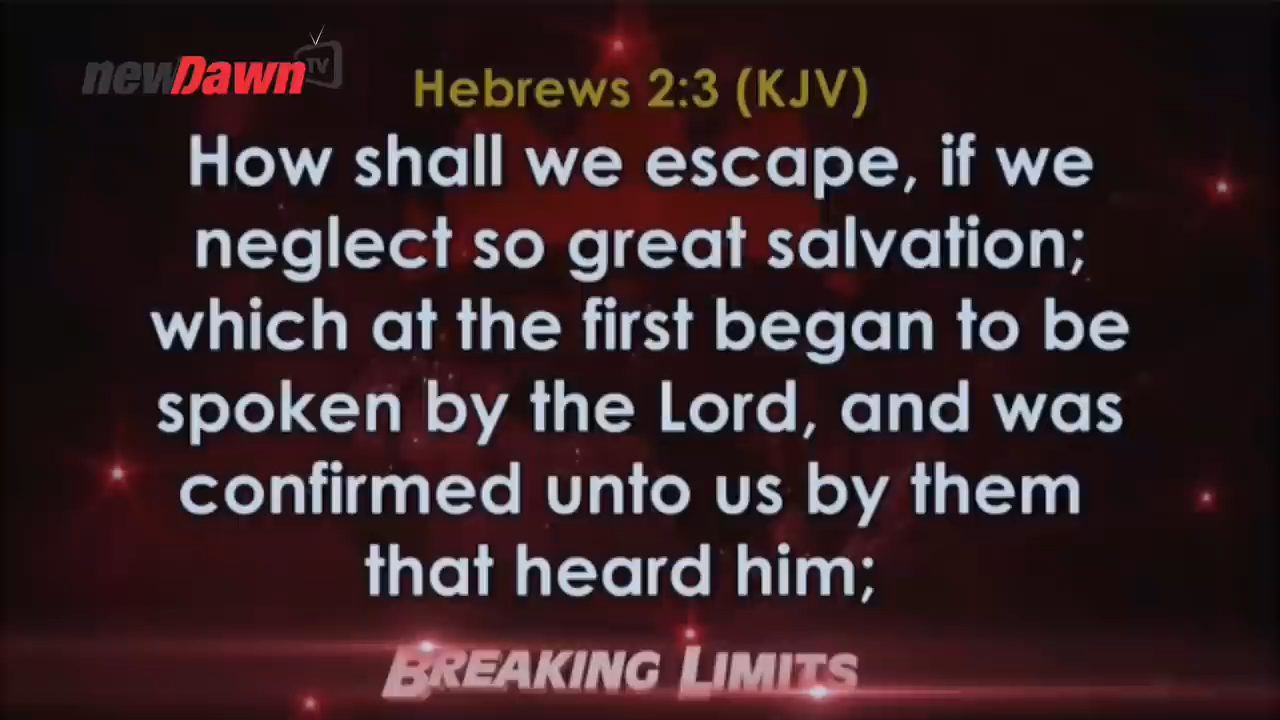 newDawn TV
Hebrews 2:3 (KJV)
How shall we escape, if we
neglect so great salvation;
which at the first began to be
spoken by the Lord, and was
confirmed unto us by them
that heard him;
BREAKING LIMITS